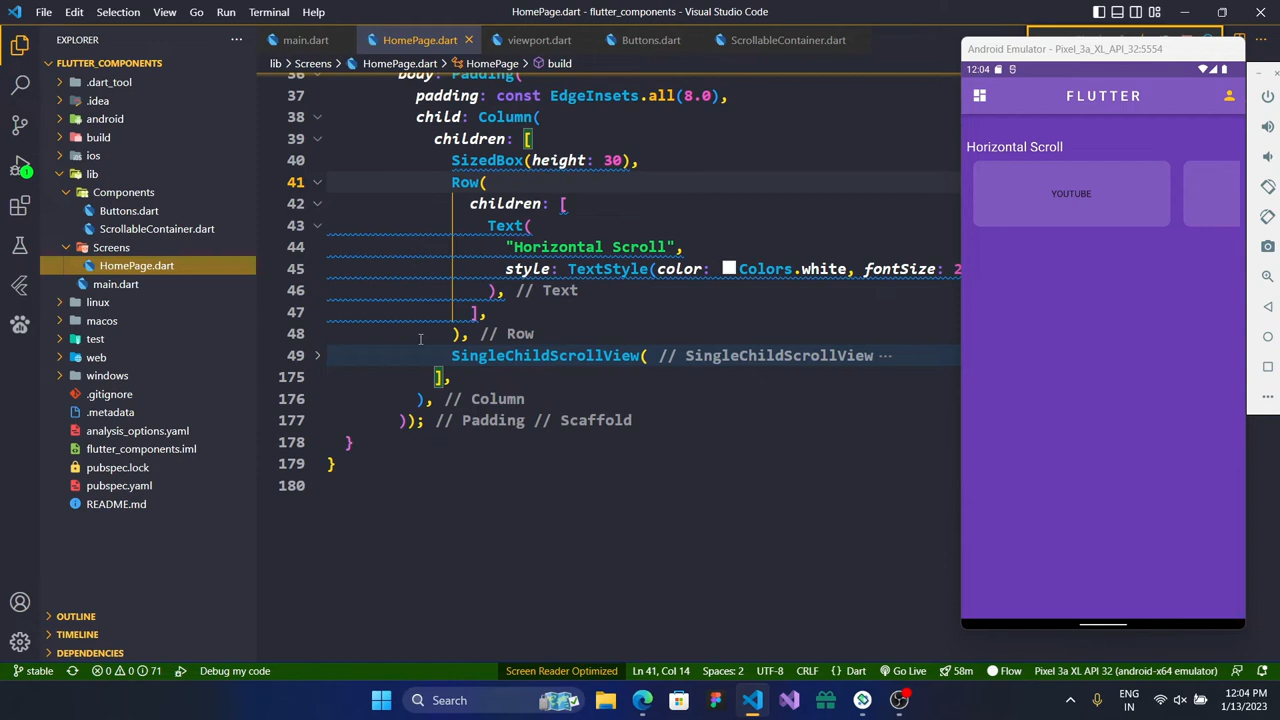 File Edit Selection View Go Run Terminal Help
HomePage.dart - flutter_components - Visual Studio Code
EXPLORER
main.dart HomePage.dart viewport.dart Buttons.dart ScrollableContainer.dart
FLUTTER_COMPONENTS
lib > Screens > HomePage.dart > HomePage > build
.dart_tool
.idea
android
build
ios
lib
Components
Buttons.dart
ScrollableContainer.dart
Screens
HomePage.dart
main.dart
linux
macos
test
web
windows
.gitignore
.metadata
analysis_options.yaml
flutter_components.iml
pubspec.lock
pubspec.yaml
README.md
OUTLINE
TIMELINE
DEPENDENCIES
36 body: Padding(
37 padding: const EdgeInsets.all(8.0),
38 child: Column(
39 children: [
40 SizedBox(height: 30),
41 Row(
42 children: [
43 Text(
44 "Horizontal Scroll",
45 style: TextStyle(color: Colors.white, fontSize: 2
46 ), // Text
47 ],
48 ), // Row
49 SingleChildScrollView( // SingleChildScrollView ···
175 ],
176 ), // Column
177 )); // Padding // Scaffold
178 }
179 }
180
Android Emulator - Pixel_3a_XL_API_32:5554
12:04
FLUTTER
Horizontal Scroll
YOUTUBE
1
stable 0 0 71 Debug my code
Screen Reader Optimized Ln 41, Col 14 Spaces: 2 UTF-8 CRLF {} Dart Go Live 58m Flow Pixel 3a XL API 32 (android-x64 emulator)
Search
ENG
IN
12:04 PM
1/13/2023